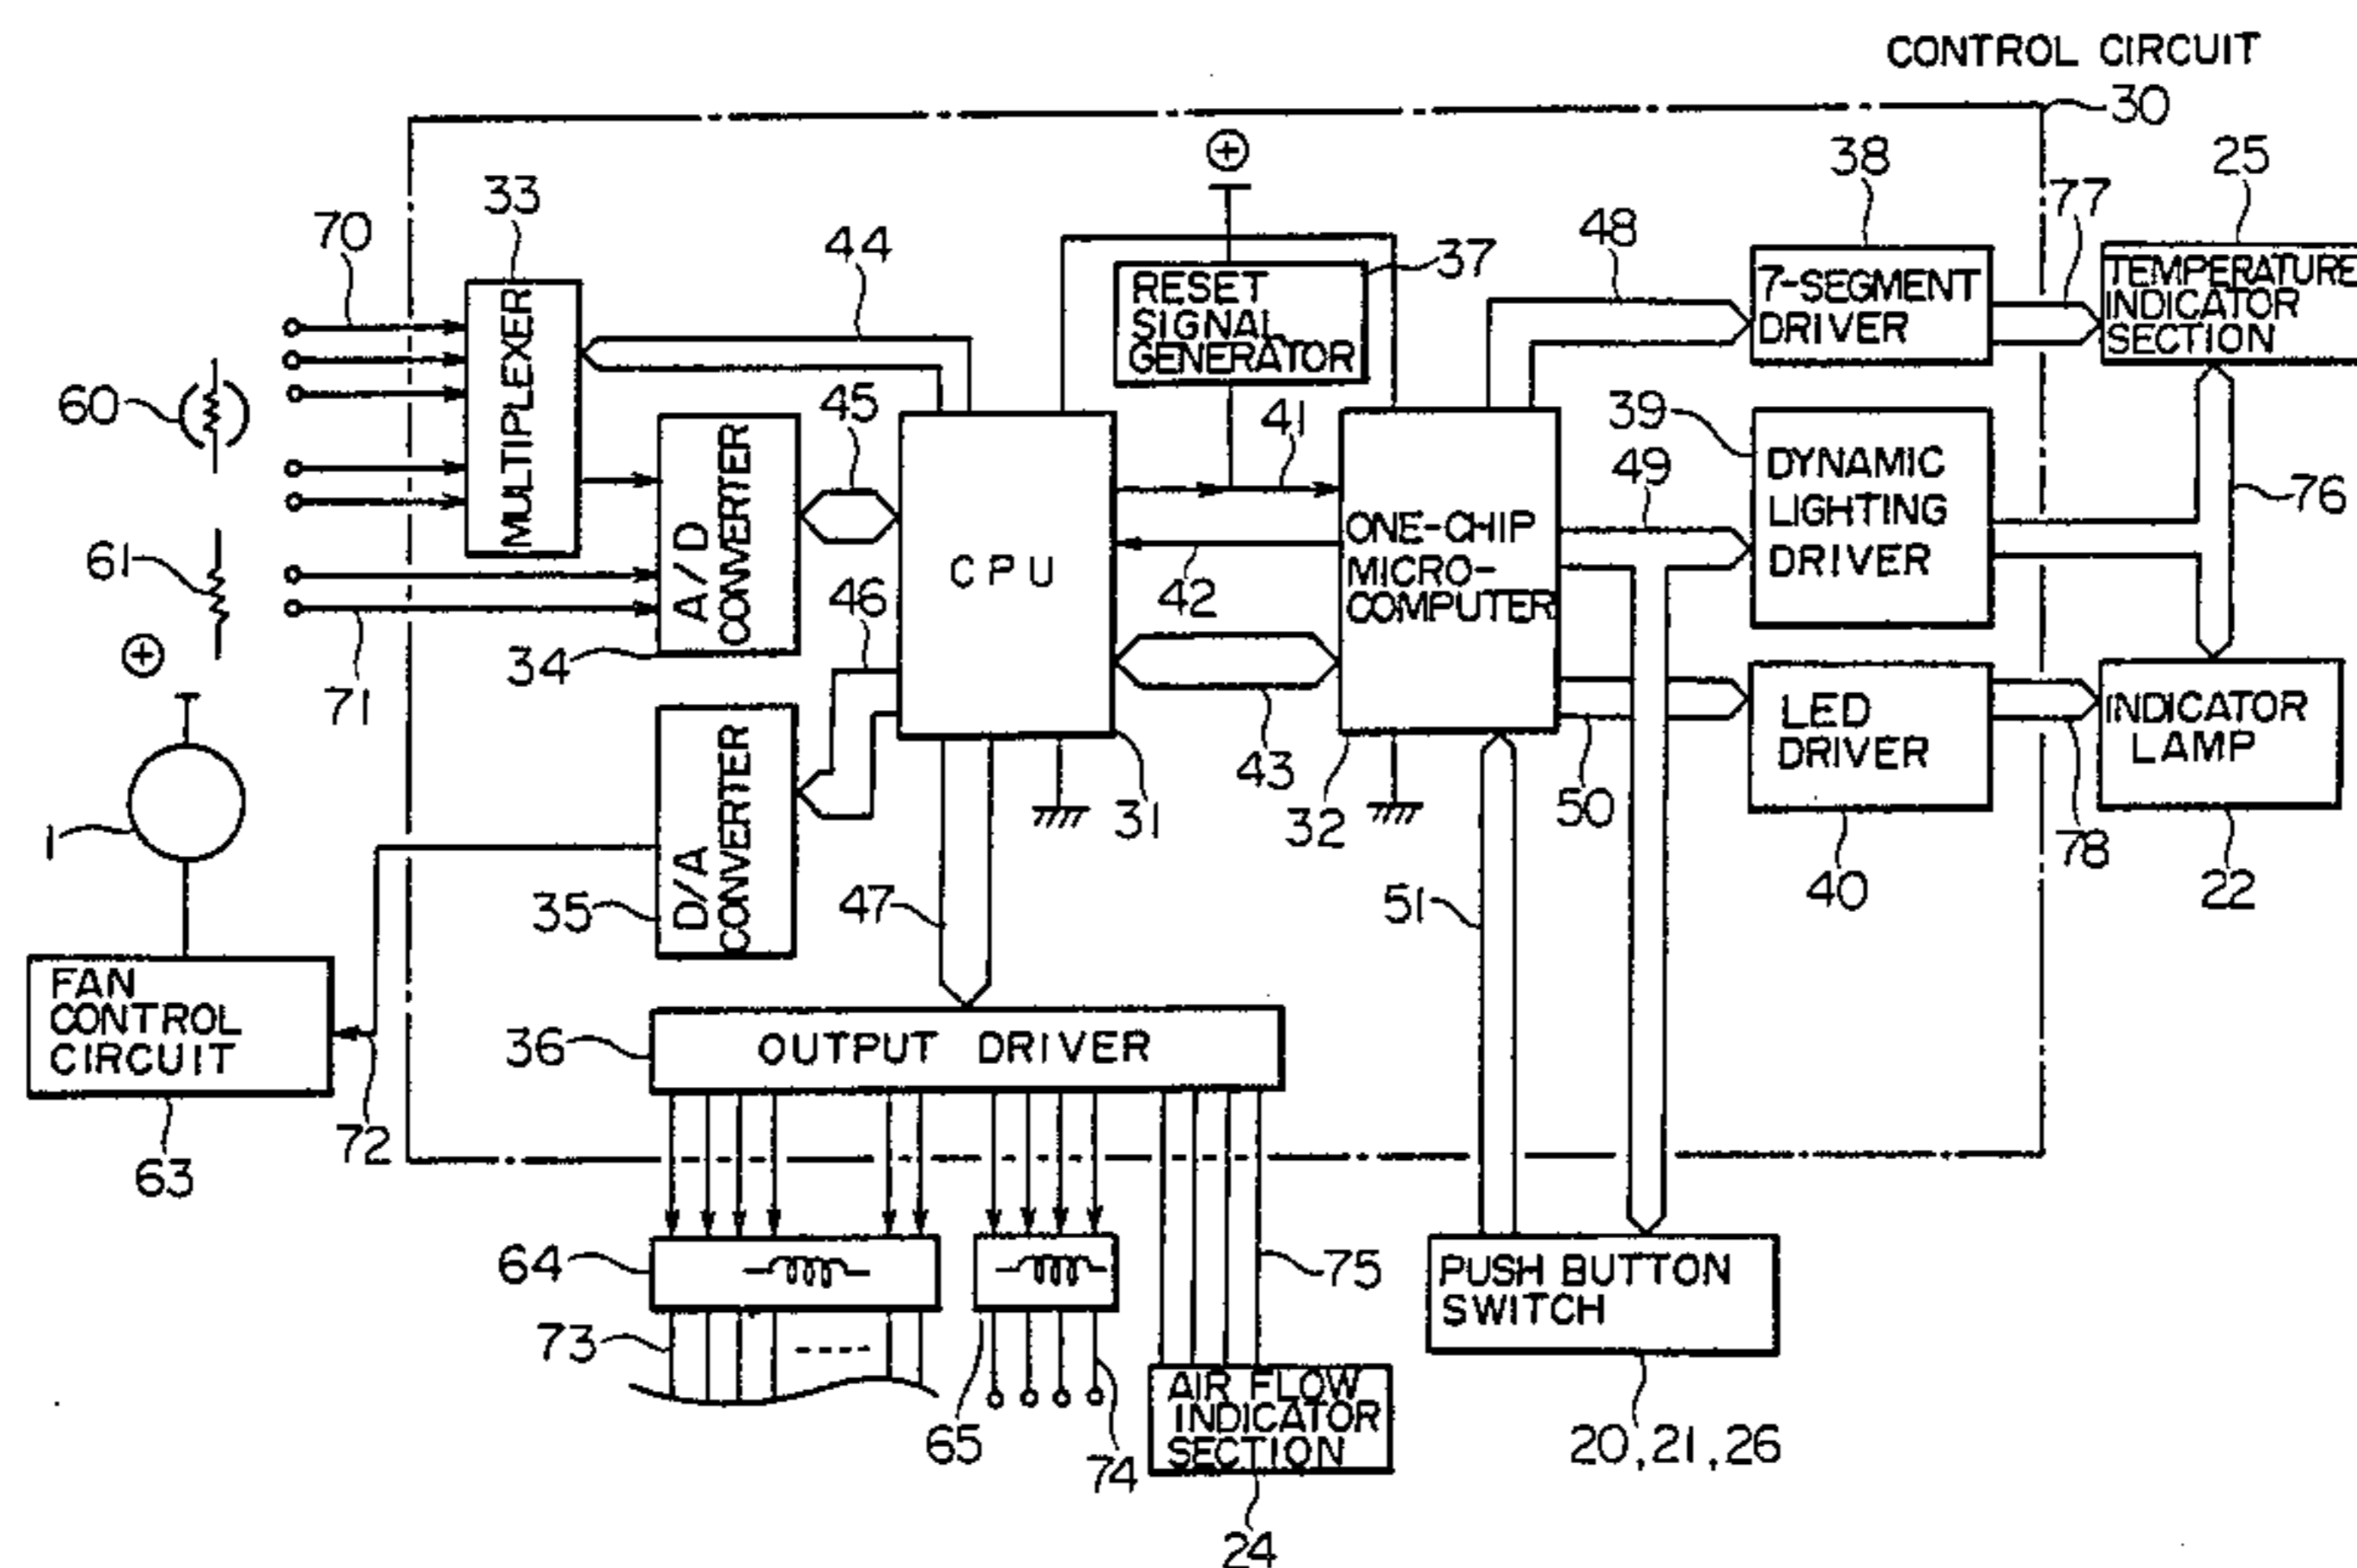 CONTROL CIRCUIT
30
38
25
77
33
70
44
37
48
RESET
SIGNAL
GENERATOR
7-SEGMENT
DRIVER
TEMPERATURE
INDICATOR
SECTION
MULTIPLEXER
60
45
41
39
49
DYNAMIC
LIGHTING
DRIVER
76
A/D
CONVERTER
CPU
ONE-CHIP
MICRO-
COMPUTER
61
46
42
34
71
43
LED
DRIVER
INDICATOR
LAMP
D/A
CONVERTER
1
31
32
50
78
35
47
51
40
22
FAN
CONTROL
CIRCUIT
36
OUTPUT DRIVER
72
63
64
75
PUSH BUTTON
SWITCH
73
65
74
AIR FLOW
INDICATOR
SECTION
20,21,26
24